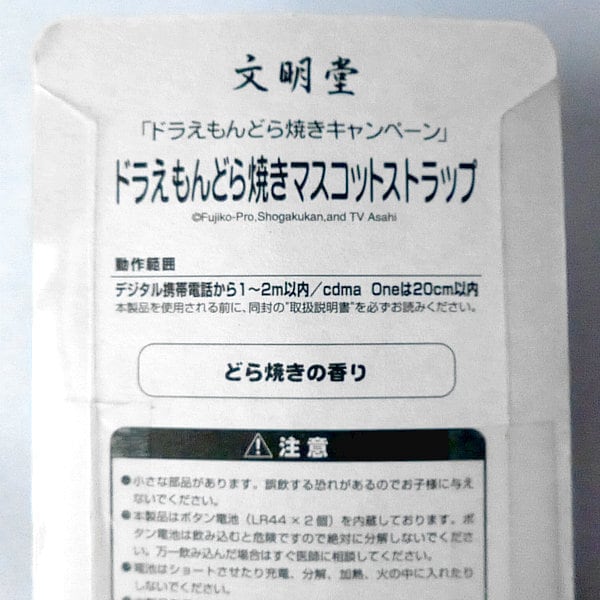 文明堂
「ドラえもんどら焼きキャンペーン」
ドラえもんどら焼きマスコットストラップ
©Fujiko-Pro,Shogakukan,and TV Asahi
動作範囲
デジタル携帯電話から1〜2m以内/cdma Oneは20cm以内
本製品を使用される前に、同封の"取扱説明書"を必ずお読みください。
どら焼きの香り
注意
●小さな部品があります。誤飲する恐れがあるのでお子様に与え
ないでください。
●本製品はボタン電池（LR44×2個）を内蔵しております。ボ
タン電池は飲み込むと危険ですので絶対に分解しないでくださ
い。万一飲み込んだ場合はすぐ医師に相談してください。
●電池はショートさせたり充電、分解、加熱、火の中に入れたり
しないでください。